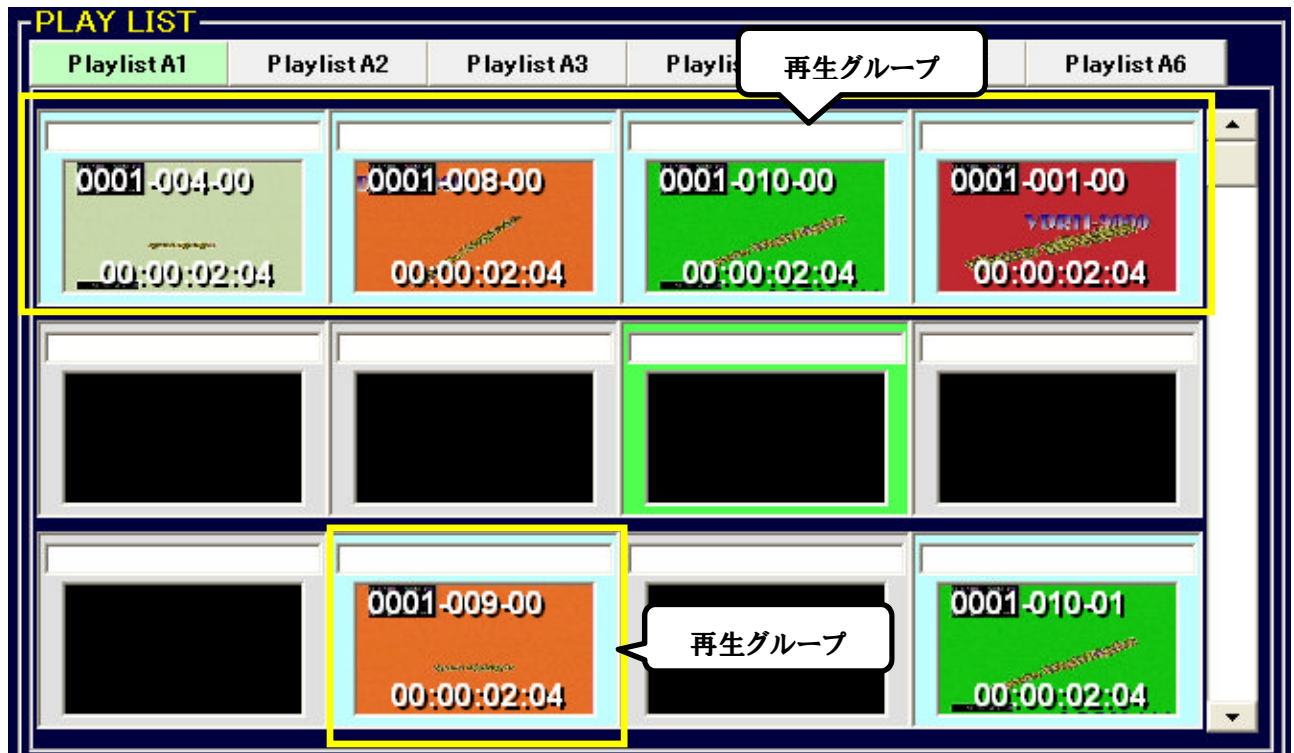 PLAY LIST
Playlist A1
Playlist A2
Playlist A3
Playlis
Playlist A6
再生グループ
0001-004-00
00:00:02:04
0001-008-00
00:00:02:04
0001-010-00
00:00:02:04
0001-001-00
00:00:02:04
0001-009-00
00:00:02:04
再生グループ
0001-010-01
00:00:02:04